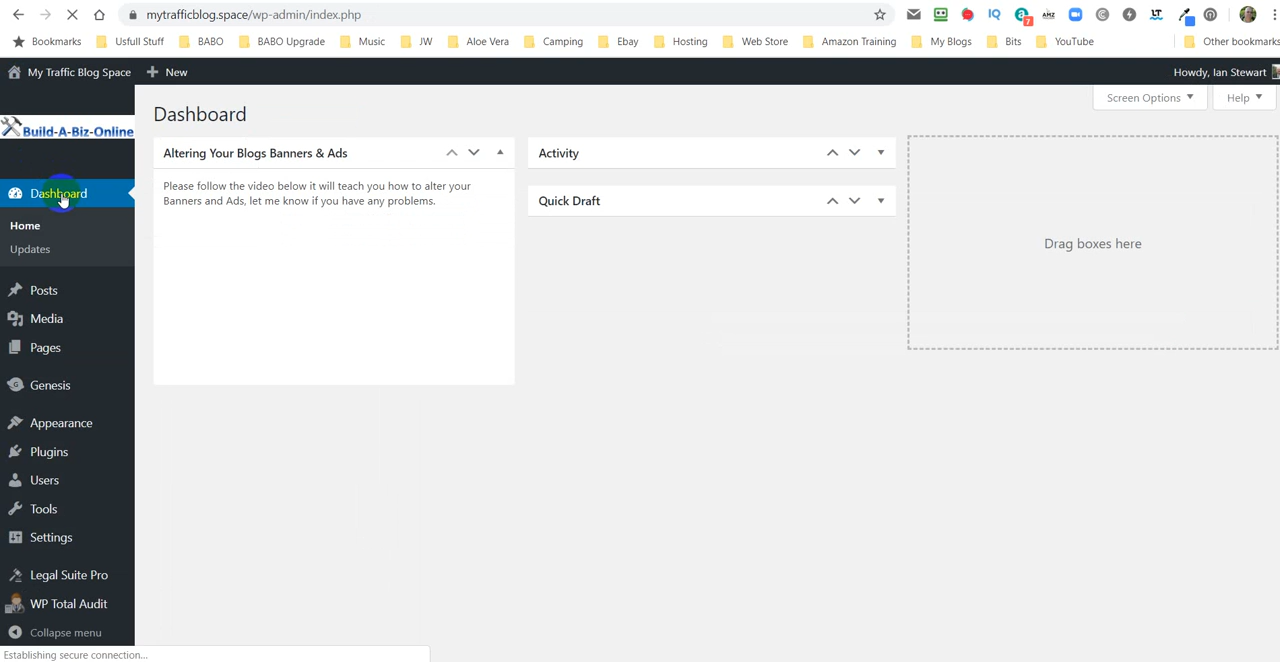 mytrafficblog.space/wp-admin/index.php
IQ
7
AMZ
LT
Bookmarks
Usfull Stuff
BABO
BABO Upgrade
Music
JW
Aloe Vera
Camping
Ebay
Hosting
Web Store
Amazon Training
My Blogs
Bits
YouTube
Other bookmarks
My Traffic Blog Space
New
Howdy, Ian Stewart
Screen Options
Help
Build-A-Biz-Online
Dashboard
Home
Updates
Posts
Media
Pages
Genesis
Appearance
Plugins
Users
Tools
Settings
Legal Suite Pro
WP Total Audit
Collapse menu
Dashboard
Altering Your Blogs Banners & Ads
Please follow the video below it will teach you how to alter your
Banners and Ads, let me know if you have any problems.
Activity
Quick Draft
Drag boxes here
Establishing secure connection...